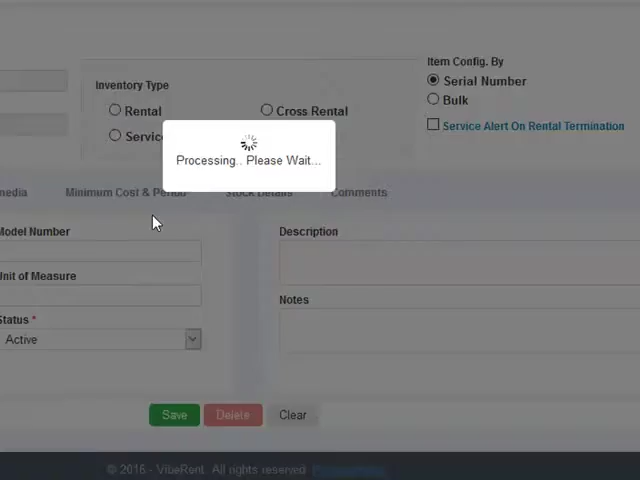 Item Config. By
Inventory Type
Serial Number
Rental
Cross Rental
Bulk
Service Alert On Rental Termination
Servic
Processing.. Please Wait...
media
Minimum Cost & Period
Stock Details
Comments
Model Number
Description
Unit of Measure
Notes
Status *
Active
Save
Delete
Clear
© 2016 - VibeRent. All rights reserved